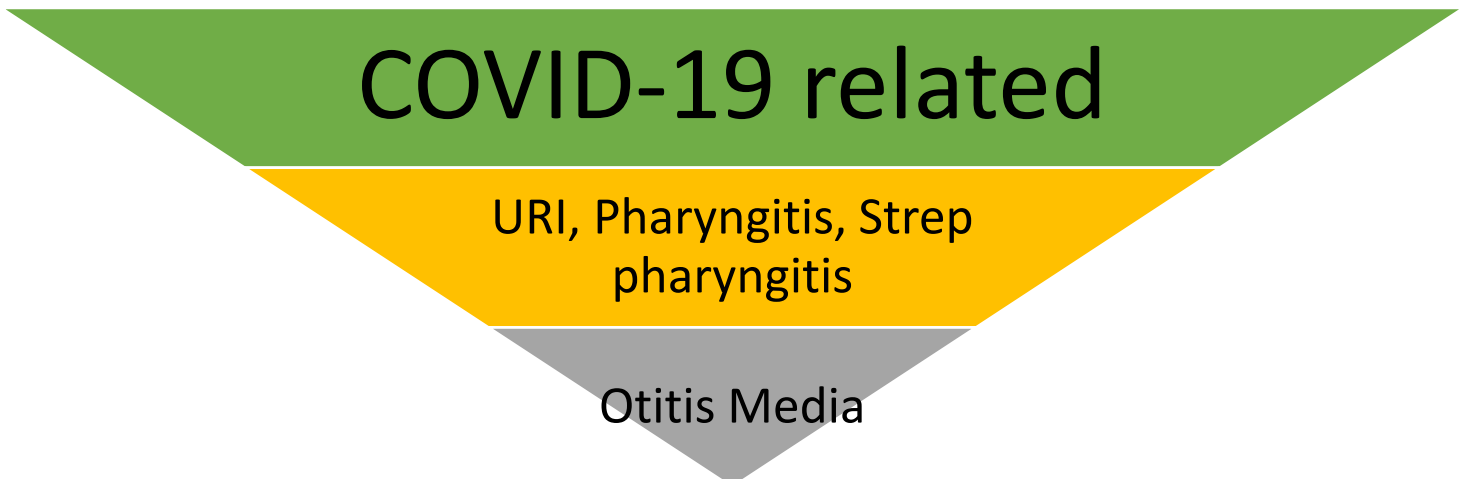 COVID-19 related
URI, Pharyngitis, Strep
pharyngitis
Otitis Media